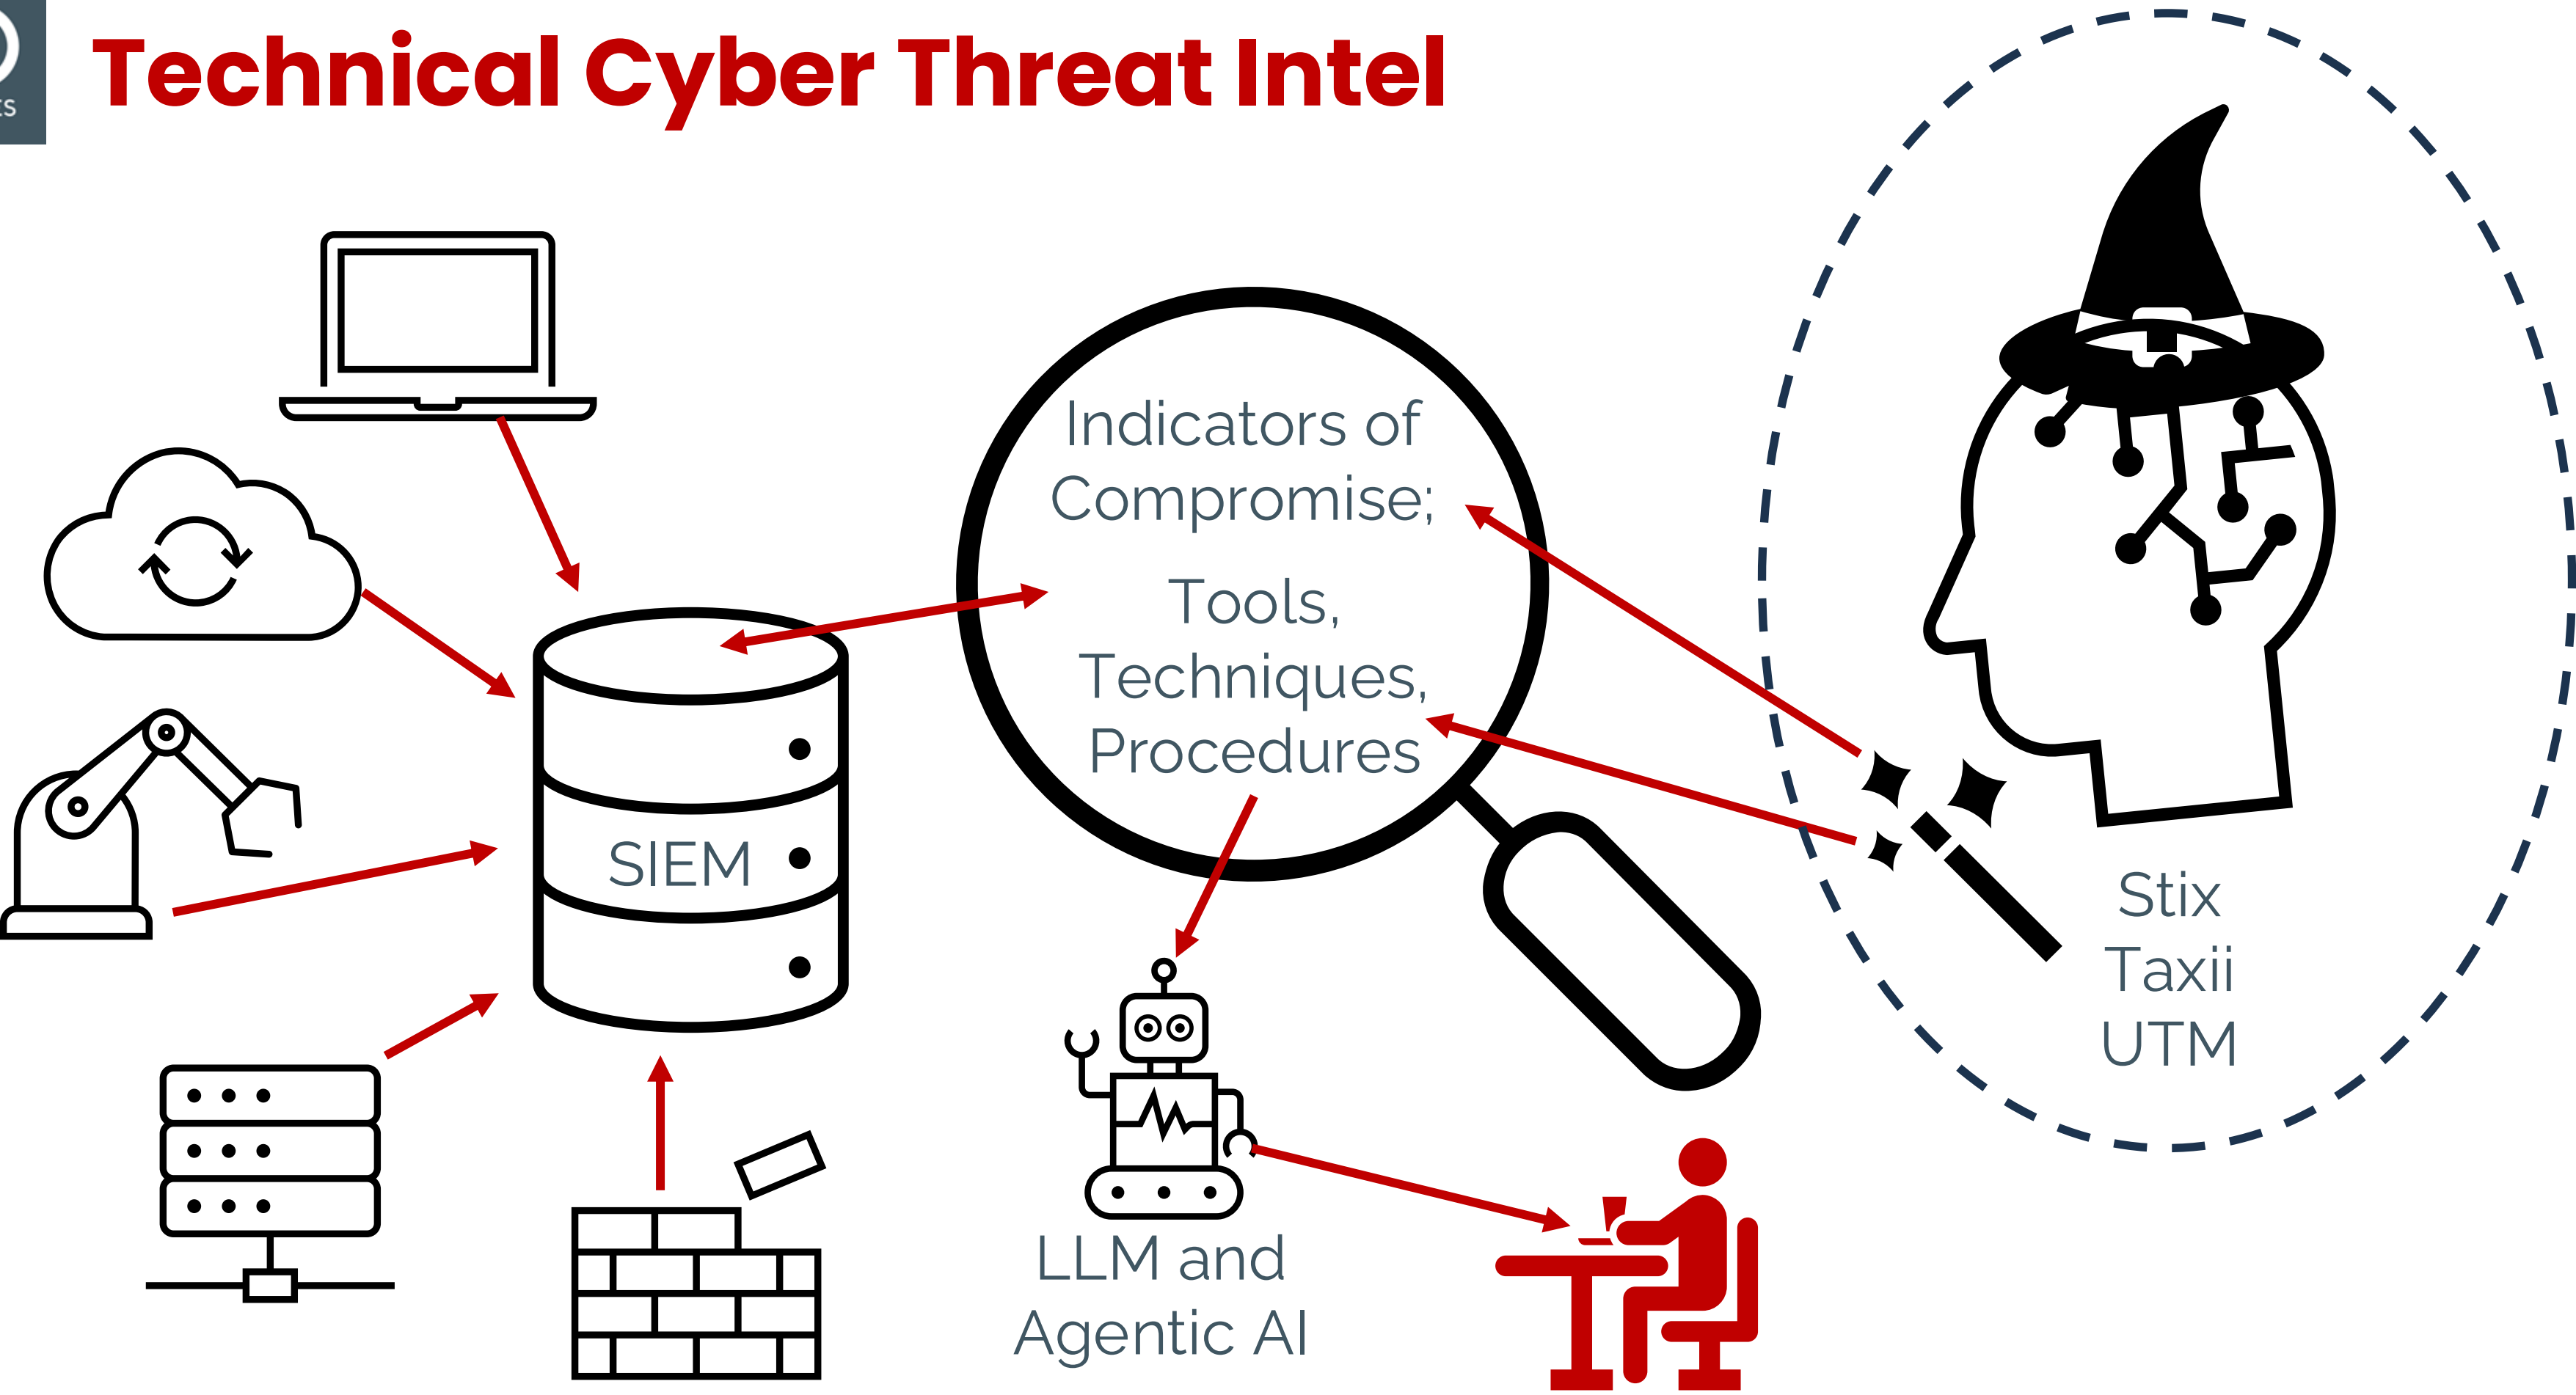 Technical Cyber Threat Intel
Indicators of
Compromise;
Tools,
Techniques,
Procedures
SIEM
Stix
Taxii
UTM
LLM and
Agentic AI